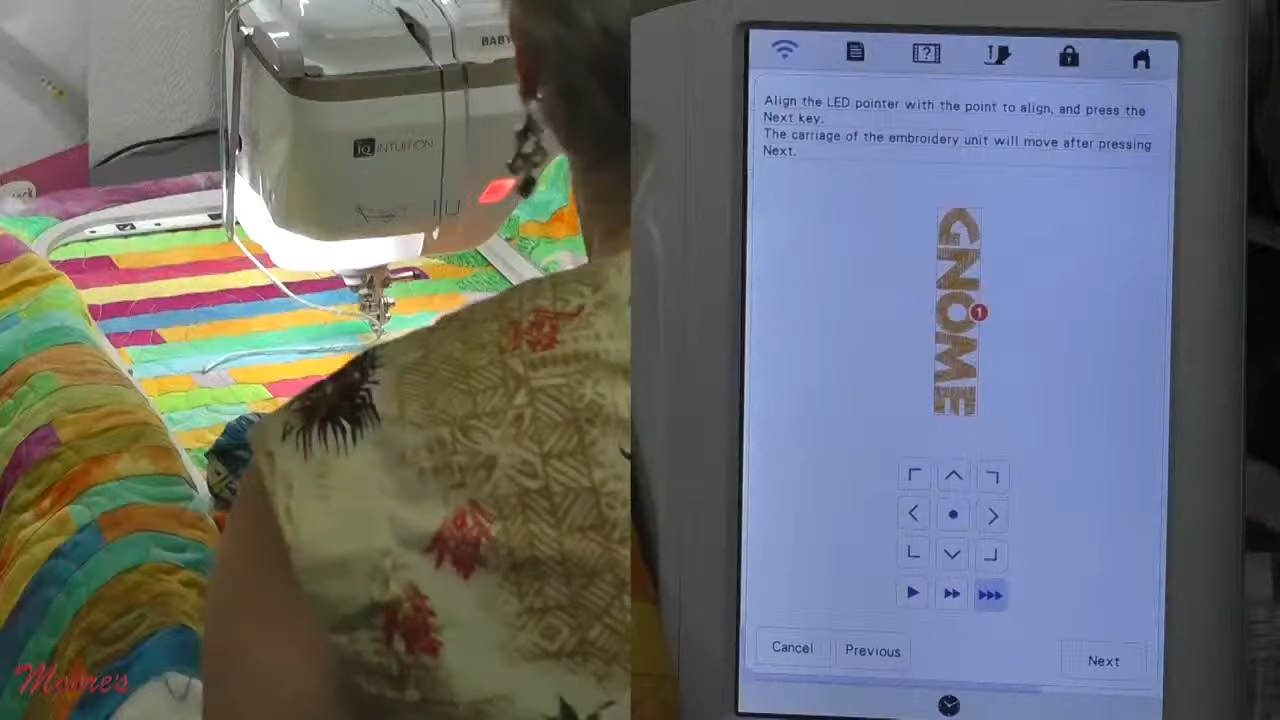 BABY
IQ INTUITION
Moore's
Align the LED pointer with the point to align, and press the
Next key.
The carriage of the embroidery unit will move after pressing
Next.
GNOME
1
Cancel
Previous
Next